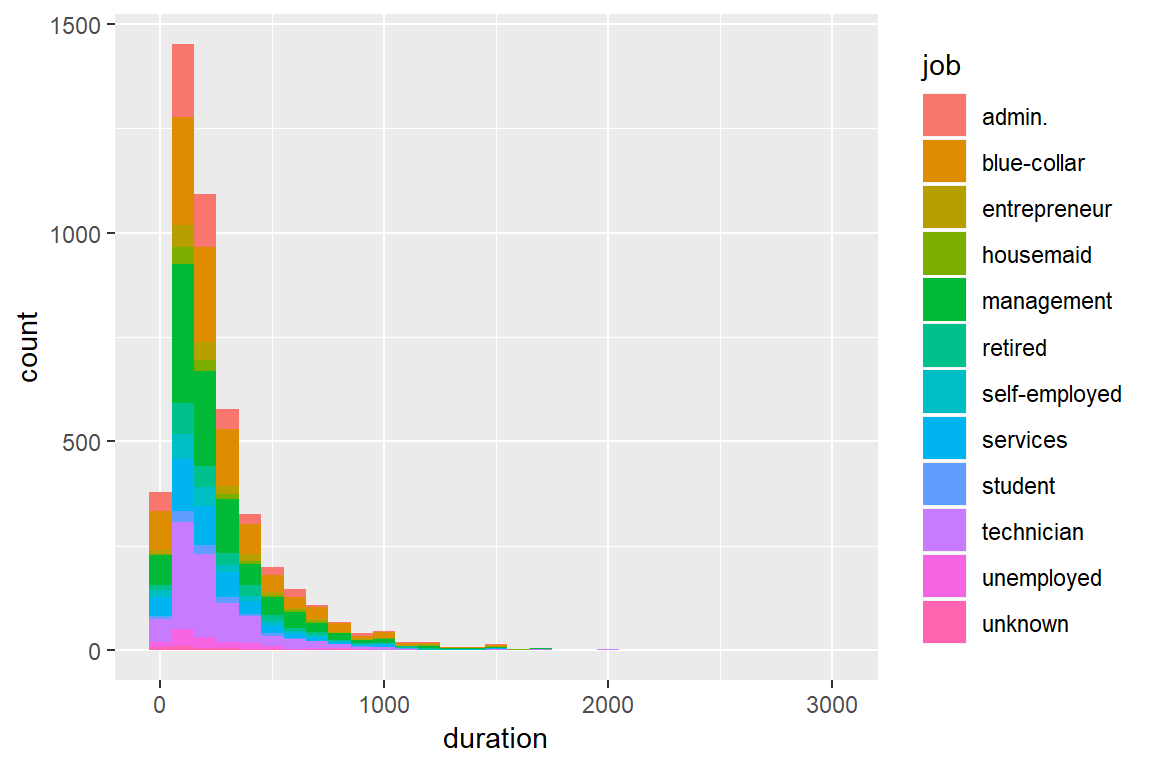 1500
1000
500
0
count
0
1000
2000
3000
duration
job
admin.
blue-collar
entrepreneur
housemaid
management
retired
self-employed
services
student
technician
unemployed
unknown